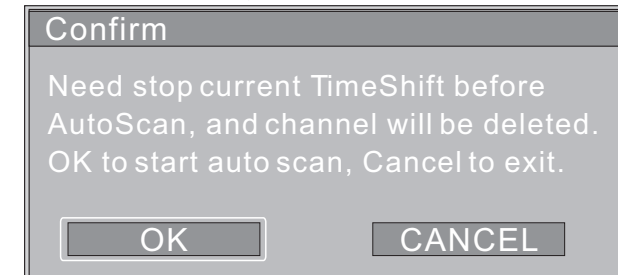 Confirm
Need stop current TimeShift before
AutoScan, and channel will be deleted.
OK to start auto scan, Cancel to exit.
OK CANCEL